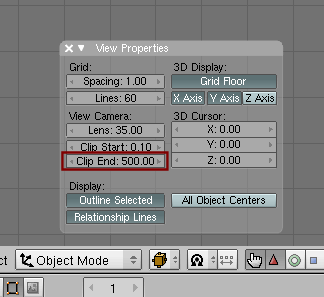 View Properties
Grid:
Spacing: 1.00
Lines: 60
3D Display:
Grid Floor
X Axis Y Axis Z Axis
View Camera:
Lens: 35.00
Clip Start: 0.10
Clip End: 500.00
3D Cursor:
X: 0.00
Y: 0.00
Z: 0.00
Display:
Outline Selected
All Object Centers
Relationship Lines
ect
Object Mode
1